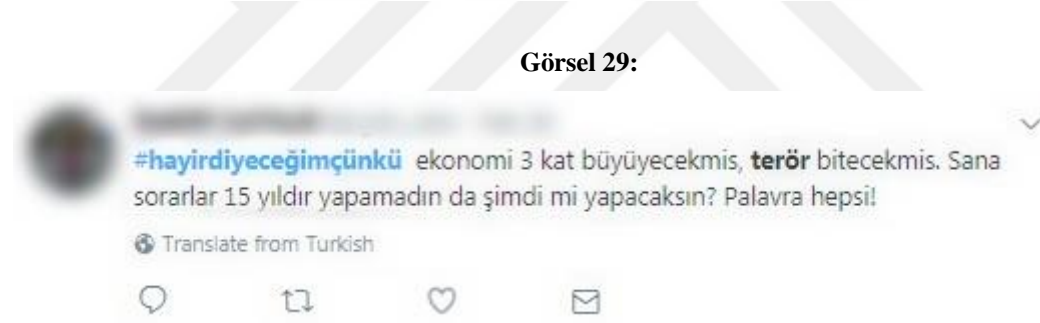 Görsel 29:
#hayirdiyeceğimçünkü ekonomi 3 kat büyüyecekmis, terör bitecekmis. Sana
sorarlar 15 yıldır yapamadın da şimdi mi yapacaksın? Palavra hepsi!
Translate from Turkish